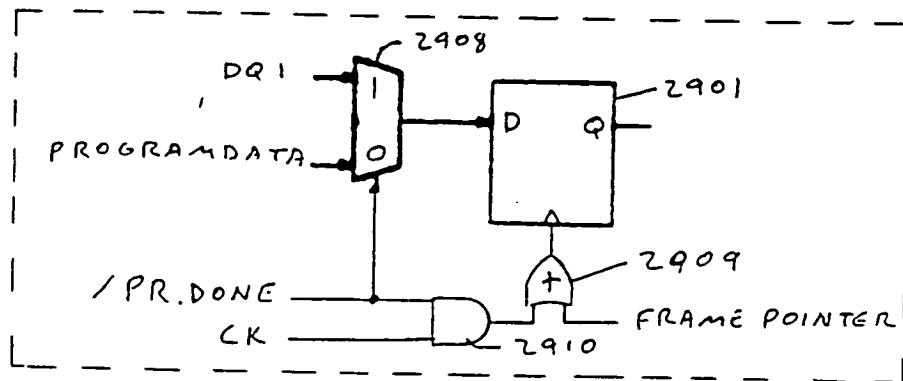 2908
DQ1
1
2901
D Q
PROGRAMDATA
0
2909
+
/PR.DONE
FRAME POINTER
CK
2910